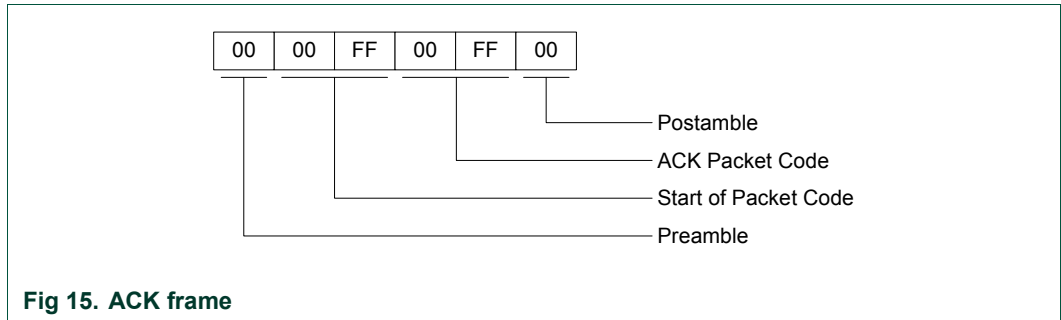 00 00 FF 00 FF 00
Postamble
ACK Packet Code
Start of Packet Code
Preamble
Fig 15. ACK frame